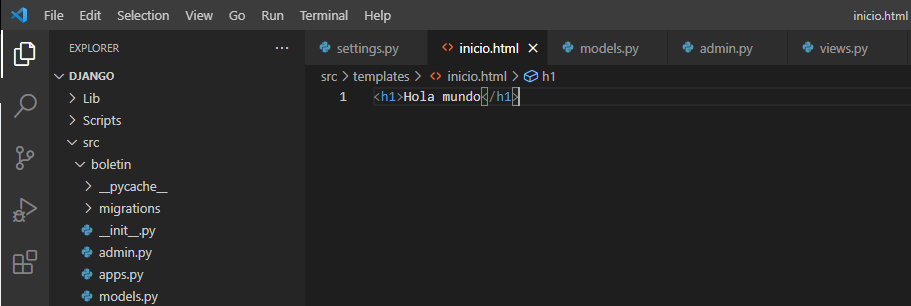 File Edit Selection View Go Run Terminal Help inicio.html
EXPLORER ···
settings.py <> inicio.html × models.py admin.py views.py
DJANGO
Lib
Scripts
src
boletin
__pycache__
migrations
__init__.py
admin.py
apps.py
models.py
src > templates > <> inicio.html > h1
1 <h1>Hola mundo</h1>